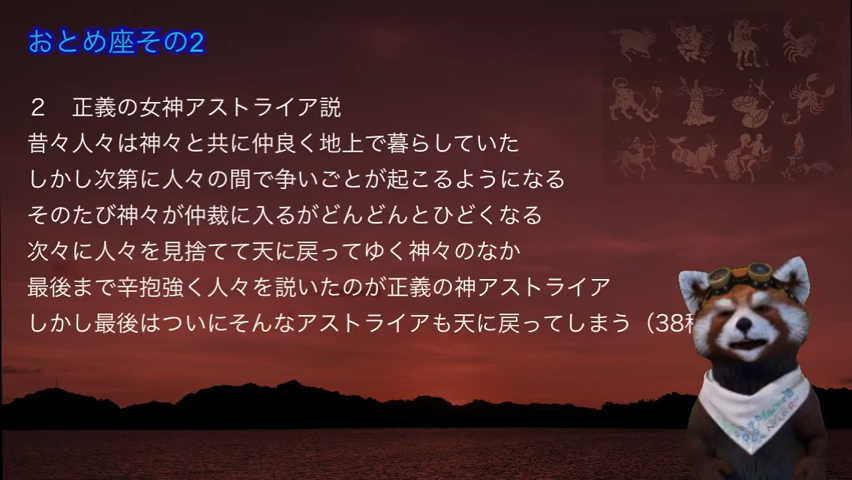 おとめ座その2
２　正義の女神アストライア説
昔々人々は神々と共に仲良く地上で暮らしていた
しかし次第に人々の間で争いごとが起こるようになる
そのたび神々が仲裁に入るがどんどんとひどくなる
次々に人々を見捨てて天に戻ってゆく神々のなか
最後まで辛抱強く人々を説いたのが正義の神アストライア
しかし最後はついにそんなアストライアも天に戻ってしまう（38